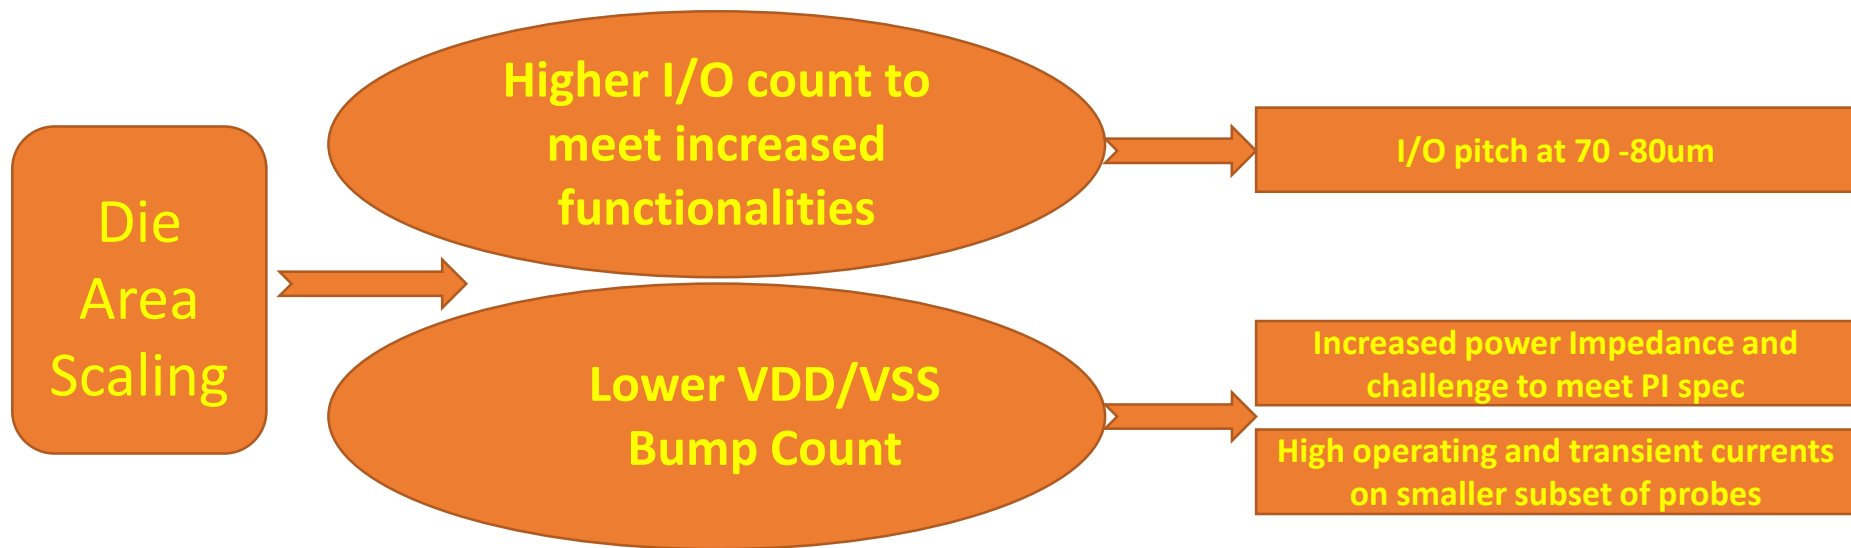 Die
Area
Scaling
Higher I/O count to
meet increased
functionalities
Lower VDD/VSS
Bump Count
I/O pitch at 70 -80um
Increased power Impedance and
challenge to meet PI spec
High operating and transient currents
on smaller subset of probes